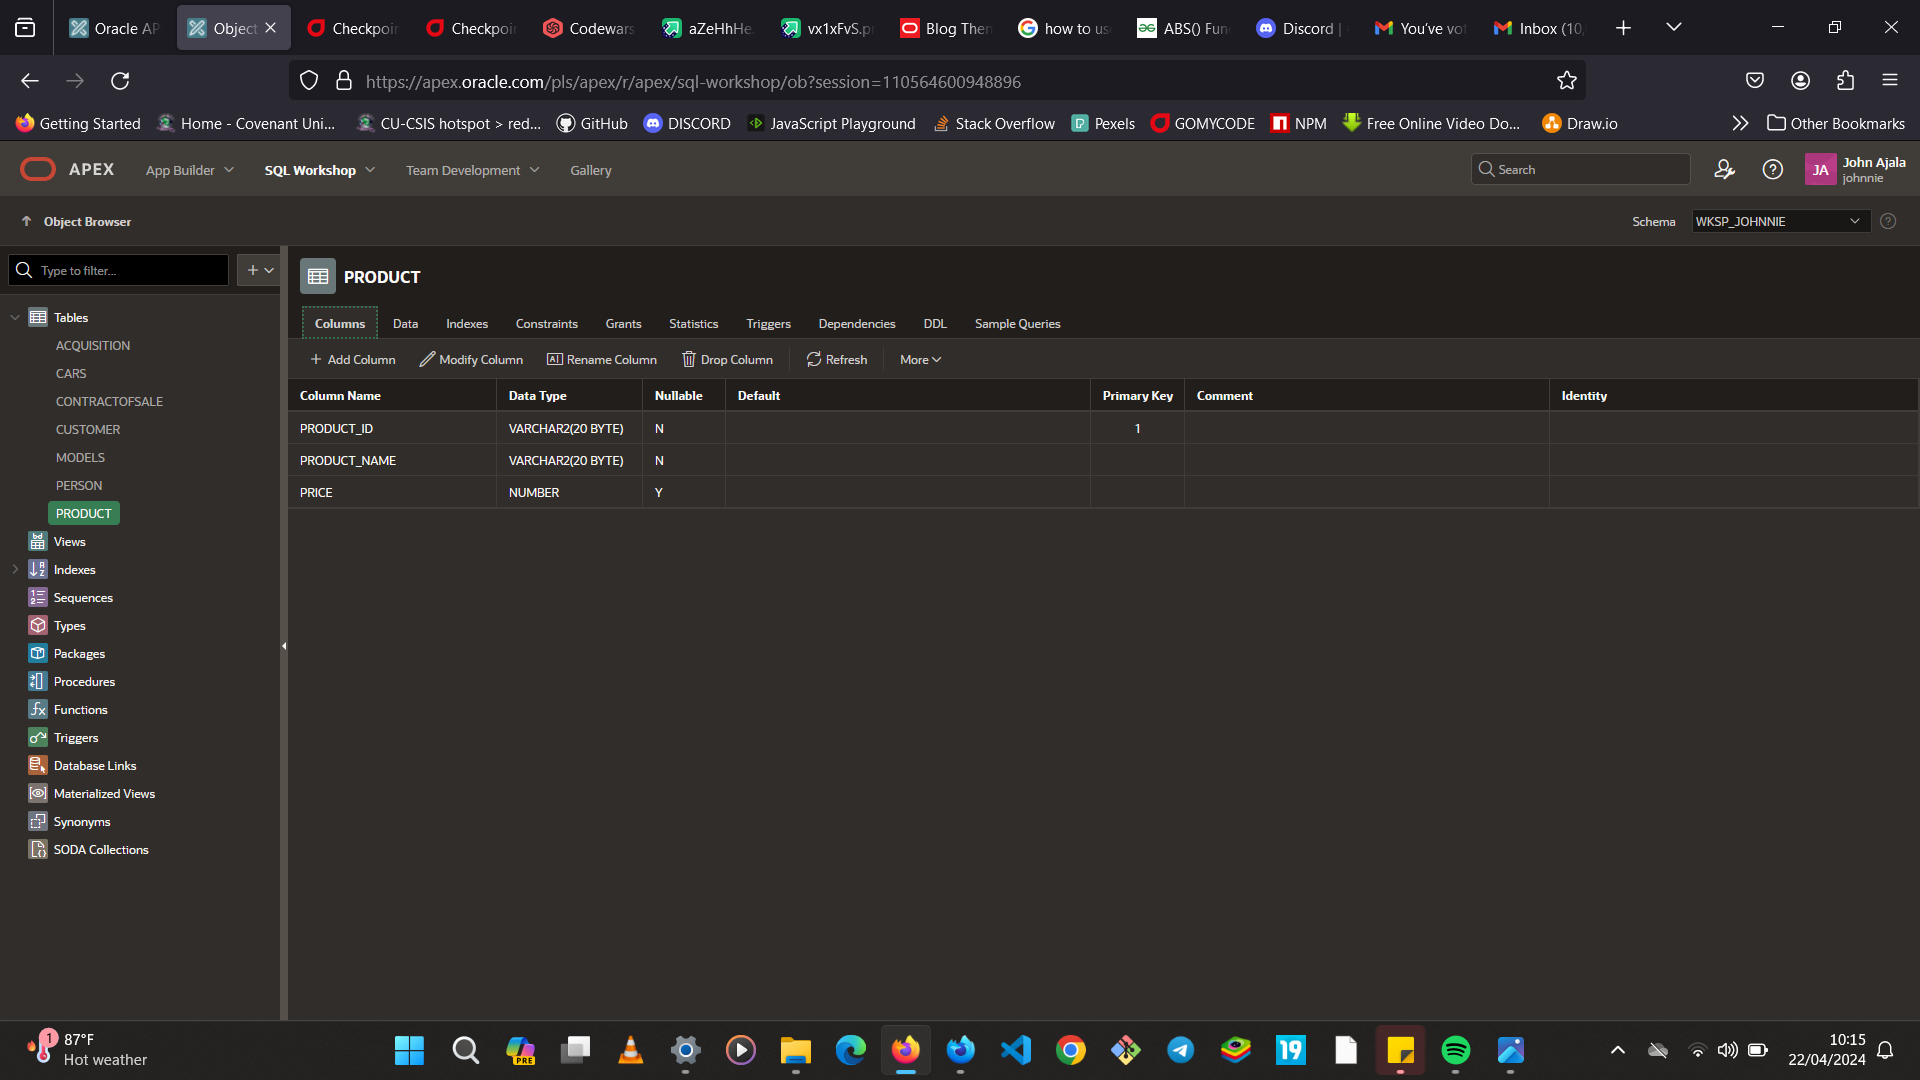 Oracle AP
Object
Checkpoin
Checkpoin
Codewars
aZeHhHe
vx1xFvS.p
Blog Then
how to us
ABS() Fun
Discord |
You've vot
Inbox (10,
https://apex.oracle.com/pls/apex/r/apex/sql-workshop/ob?session=110564600948896
Getting Started
Home - Covenant Uni...
CU-CSIS hotspot > red...
GitHub
DISCORD
JavaScript Playground
Stack Overflow
Pexels
GOMYCODE
NPM
Free Online Video Do...
Draw.io
Other Bookmarks
APEX
App Builder
SQL Workshop
Team Development
Gallery
Search
JA
John Ajala
johnnie
Object Browser
Schema
WKSP_JOHNNIE
Type to filter...
PRODUCT
Tables
ACQUISITION
CARS
CONTRACTOFSALE
CUSTOMER
MODELS
PERSON
PRODUCT
Views
Indexes
Sequences
Types
Packages
Procedures
Functions
Triggers
Database Links
Materialized Views
Synonyms
SODA Collections
Columns
Data
Indexes
Constraints
Grants
Statistics
Triggers
Dependencies
DDL
Sample Queries
Add Column
Modify Column
Rename Column
Drop Column
Refresh
More
Column Name Data Type Nullable Default Primary Key Comment Identity
PRODUCT_ID VARCHAR2(20 BYTE) N 1
PRODUCT_NAME VARCHAR2(20 BYTE) N
PRICE NUMBER Y
1
87°F
Hot weather
PRE
19
10:15
22/04/2024